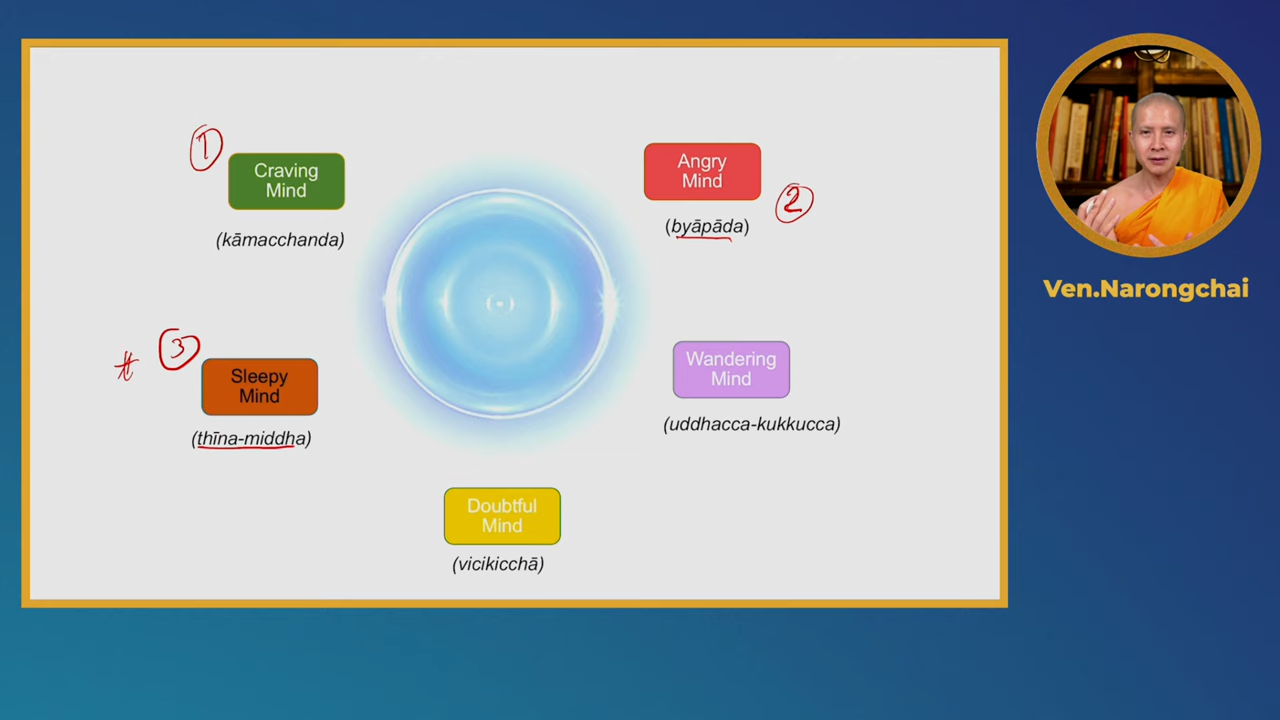 1
Craving
Mind
(kāmacchanda)
Angry
Mind
2
(byāpāda)
3
Sleepy
Mind
(thīna-middha)
Wandering
Mind
(uddhacca-kukkucca)
Doubtful
Mind
(vicikicchā)
Ven.Narongchai